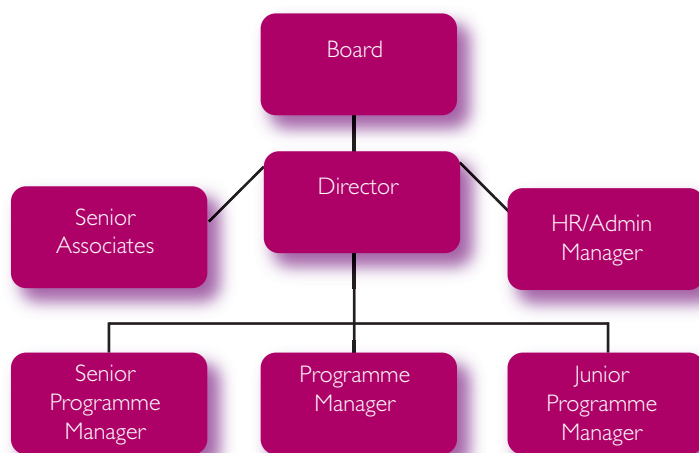 Board
Director
Senior
Associates
HR/Admin
Manager
Senior
Programme
Manager
Programme
Manager
Junior
Programme
Manager